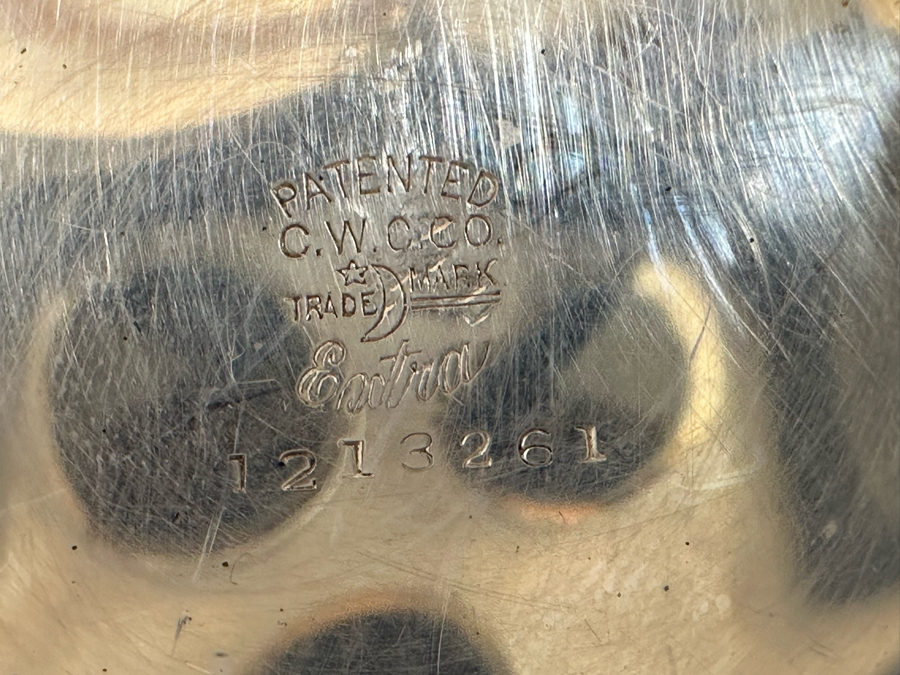 PATENTED
C.W.C.CO.
TRADE MARK
Extra
1213261